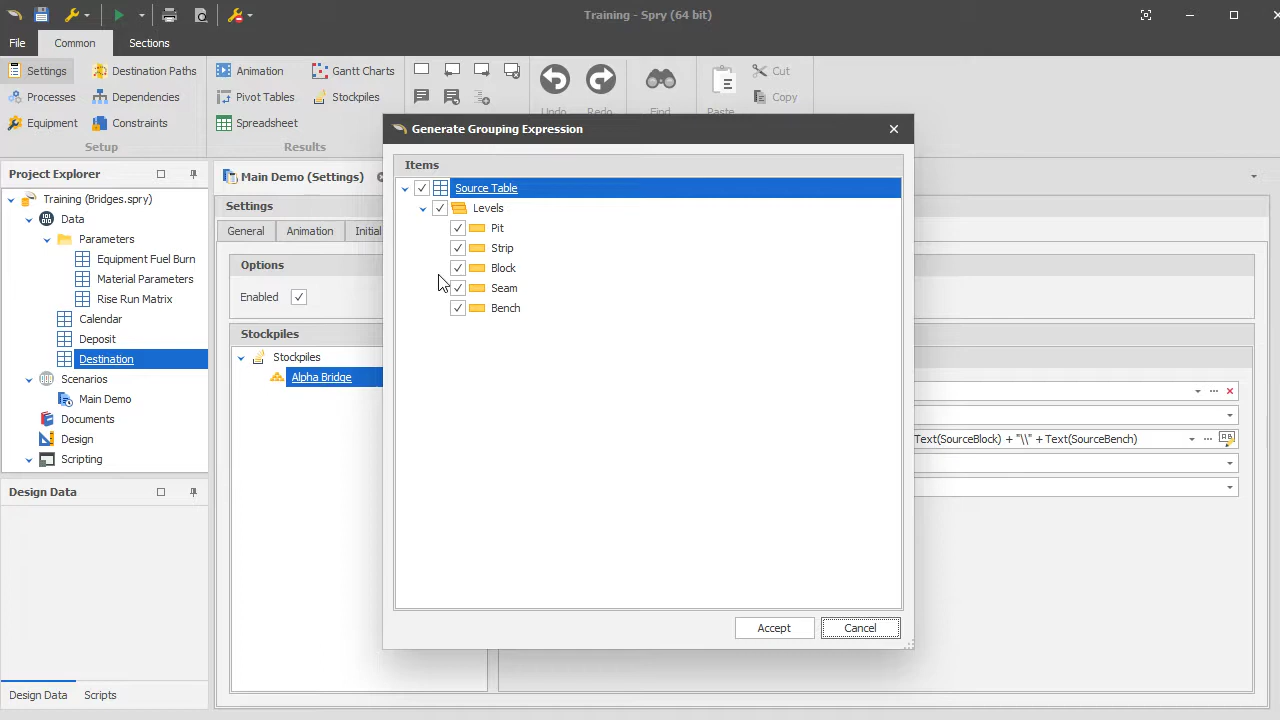 Training - Spry (64 bit)
File
Common
Sections
Settings
Destination Paths
Animation
Gantt Charts
Cut
Processes
Dependencies
Pivot Tables
Stockpiles
Copy
Equipment
Constraints
Spreadsheet
Undo
Redo
Find
Paste
Setup
Results
Generate Grouping Expression
Items
Source Table
Levels
Pit
Strip
Block
Seam
Bench
Accept
Cancel
Project Explorer
Training (Bridges.spry)
Data
Parameters
Equipment Fuel Burn
Material Parameters
Rise Run Matrix
Calendar
Deposit
Destination
Scenarios
Main Demo
Documents
Design
Scripting
Design Data
Design Data
Scripts
Main Demo (Settings)
Settings
General
Animation
Initial
Options
Enabled
Stockpiles
Stockpiles
Alpha Bridge
Text(SourceBlock) + "\\" + Text(SourceBench)